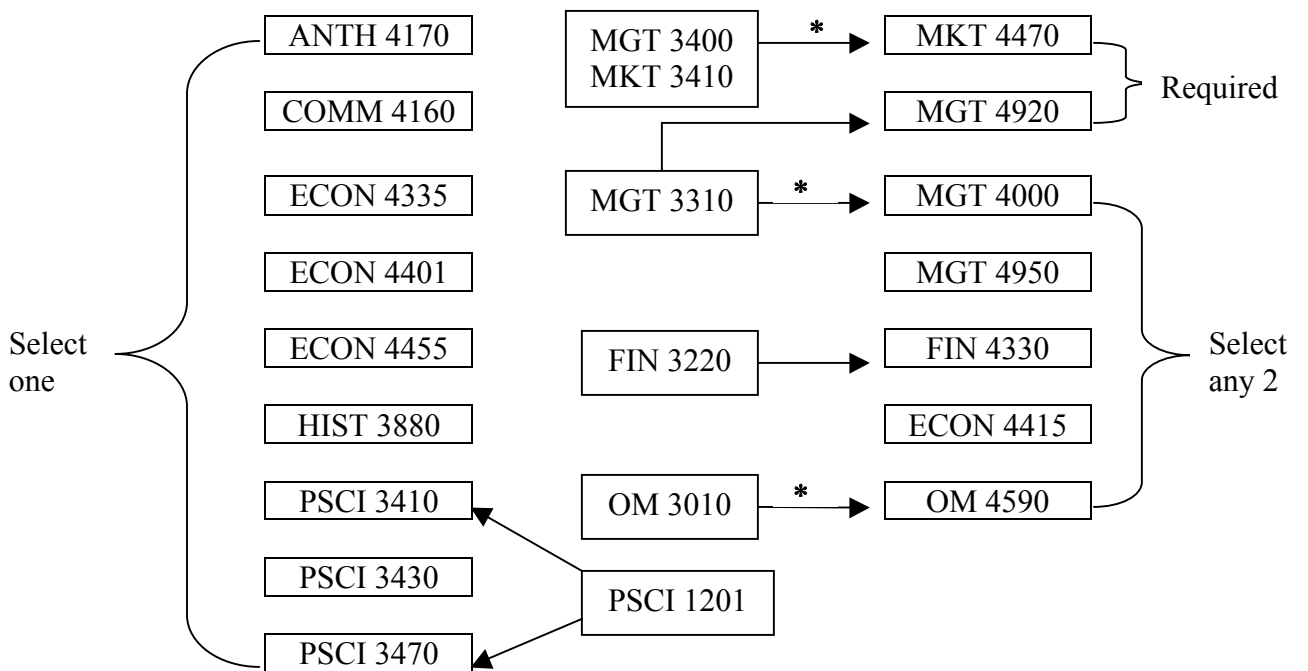 Select
one
ANTH 4170
COMM 4160
ECON 4335
ECON 4401
ECON 4455
HIST 3880
PSCI 3410
PSCI 3430
PSCI 3470
MGT 3400
MKT 3410
MGT 3310
FIN 3220
OM 3010
PSCI 1201
*
*
*
MKT 4470
MGT 4920
MGT 4000
MGT 4950
FIN 4330
ECON 4415
OM 4590
Required
Select
any 2